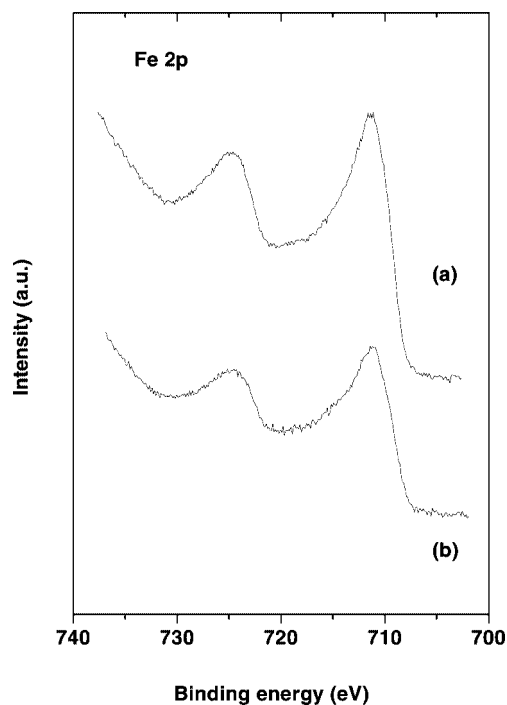 Fe 2p
(a)
(b)
Intensity (a.u.)
740 730 720 710 700
Binding energy (eV)